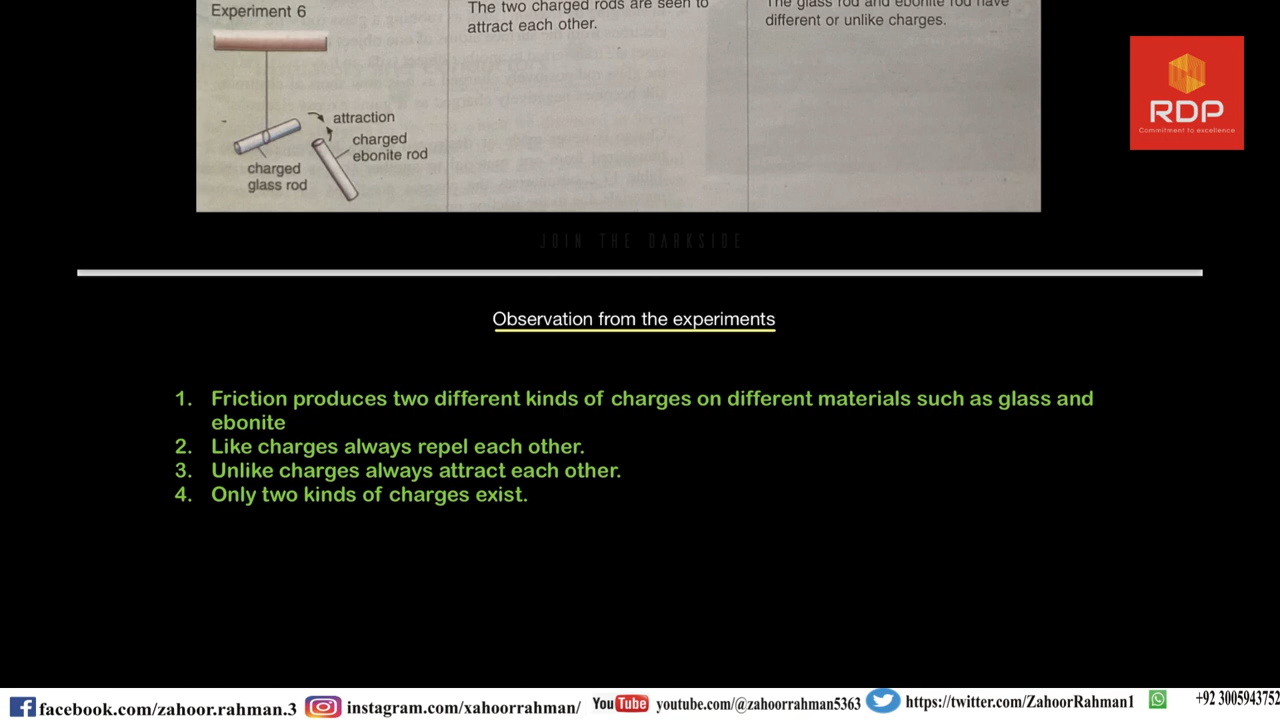 Experiment 6
The two charged rods are seen to
attract each other.
The glass rod and ebonite rod have
different or unlike charges.
attraction
charged
ebonite rod
charged
glass rod
RDP
Commitment to excellence
JOIN THE DARKSIDE
Observation from the experiments
1. Friction produces two different kinds of charges on different materials such as glass and
ebonite
2. Like charges always repel each other.
3. Unlike charges always attract each other.
4. Only two kinds of charges exist.
facebook.com/zahoor.rahman.3
instagram.com/xahoorrahman/
YouTube youtube.com/@zahoorrahman5363
https://twitter.com/ZahoorRahman1
+92 3005943752